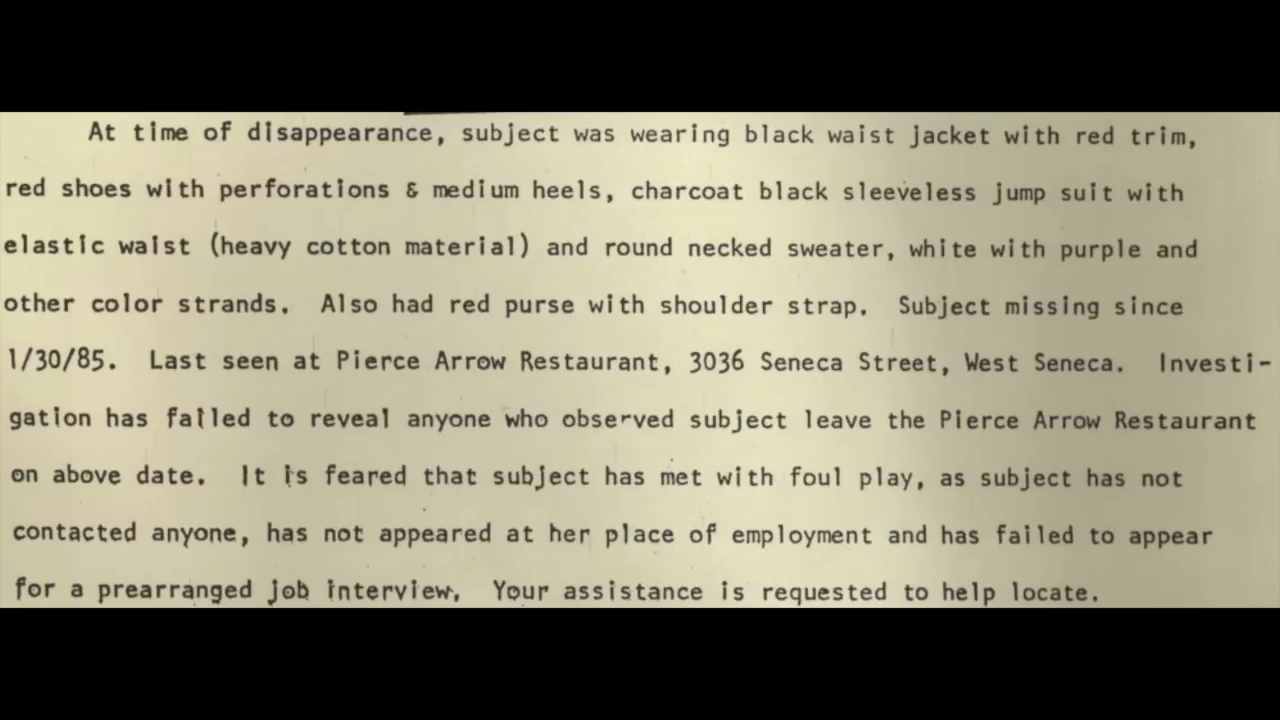 At time of disappearance, subject was wearing black waist jacket with red trim,
red shoes with perforations & medium heels, charcoat black sleeveless jump suit with
elastic waist (heavy cotton material) and round necked sweater, white with purple and
other color strands. Also had red purse with shoulder strap. Subject missing since
1/30/85. Last seen at Pierce Arrow Restaurant, 3036 Seneca Street, West Seneca. Investi-
gation has failed to reveal anyone who observed subject leave the Pierce Arrow Restaurant
on above date. It is feared that subject has met with foul play, as subject has not
contacted anyone, has not appeared at her place of employment and has failed to appear
for a prearranged job interview. Your assistance is requested to help locate.